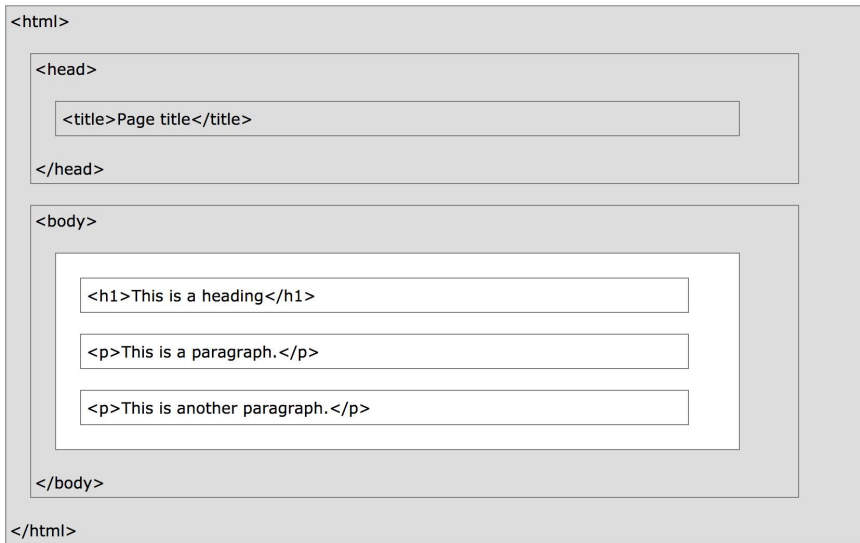 <html>
<head>
<title>Page title</title>
</head>
<body>
<h1>This is a heading</h1>
<p>This is a paragraph.</p>
<p>This is another paragraph.</p>
</body>
</html>